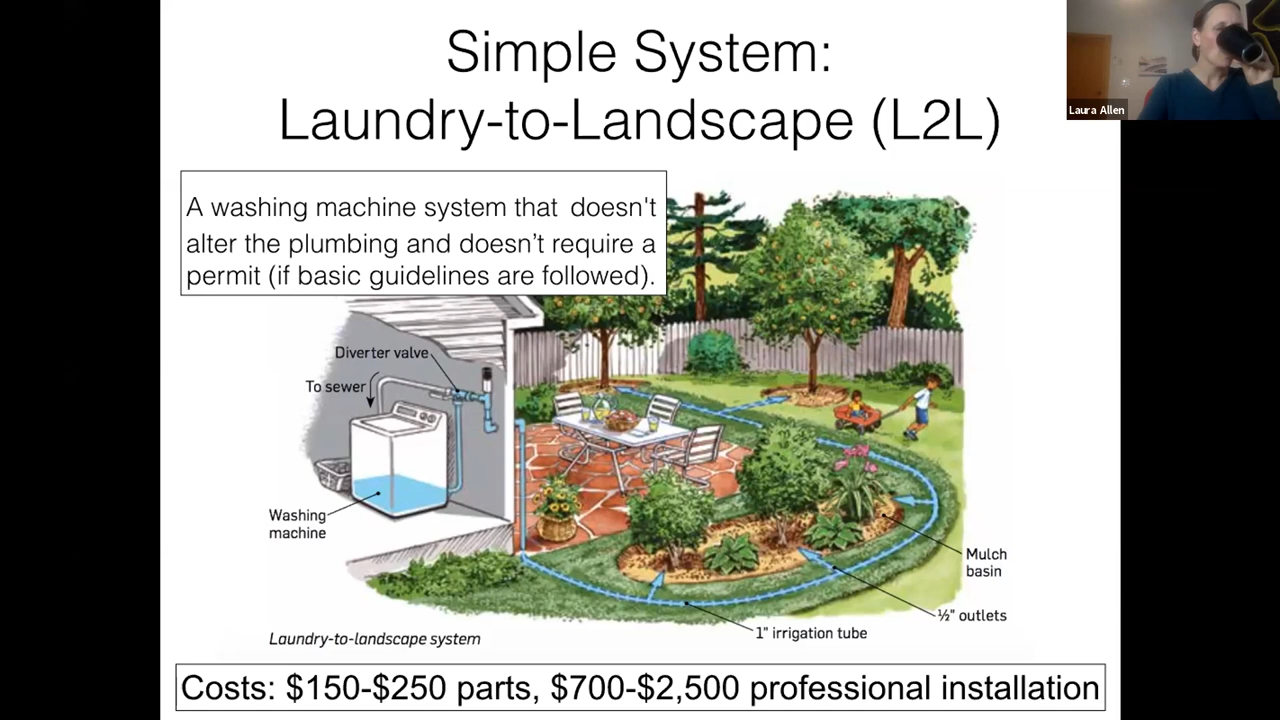 Simple System:
Laundry-to-Landscape (L2L)
Laura Allen
A washing machine system that doesn't
alter the plumbing and doesn’t require a
permit (if basic guidelines are followed).
Diverter valve
To sewer
Washing
machine
Mulch
basin
½" outlets
1" irrigation tube
Laundry-to-landscape system
Costs: $150-$250 parts, $700-$2,500 professional installation